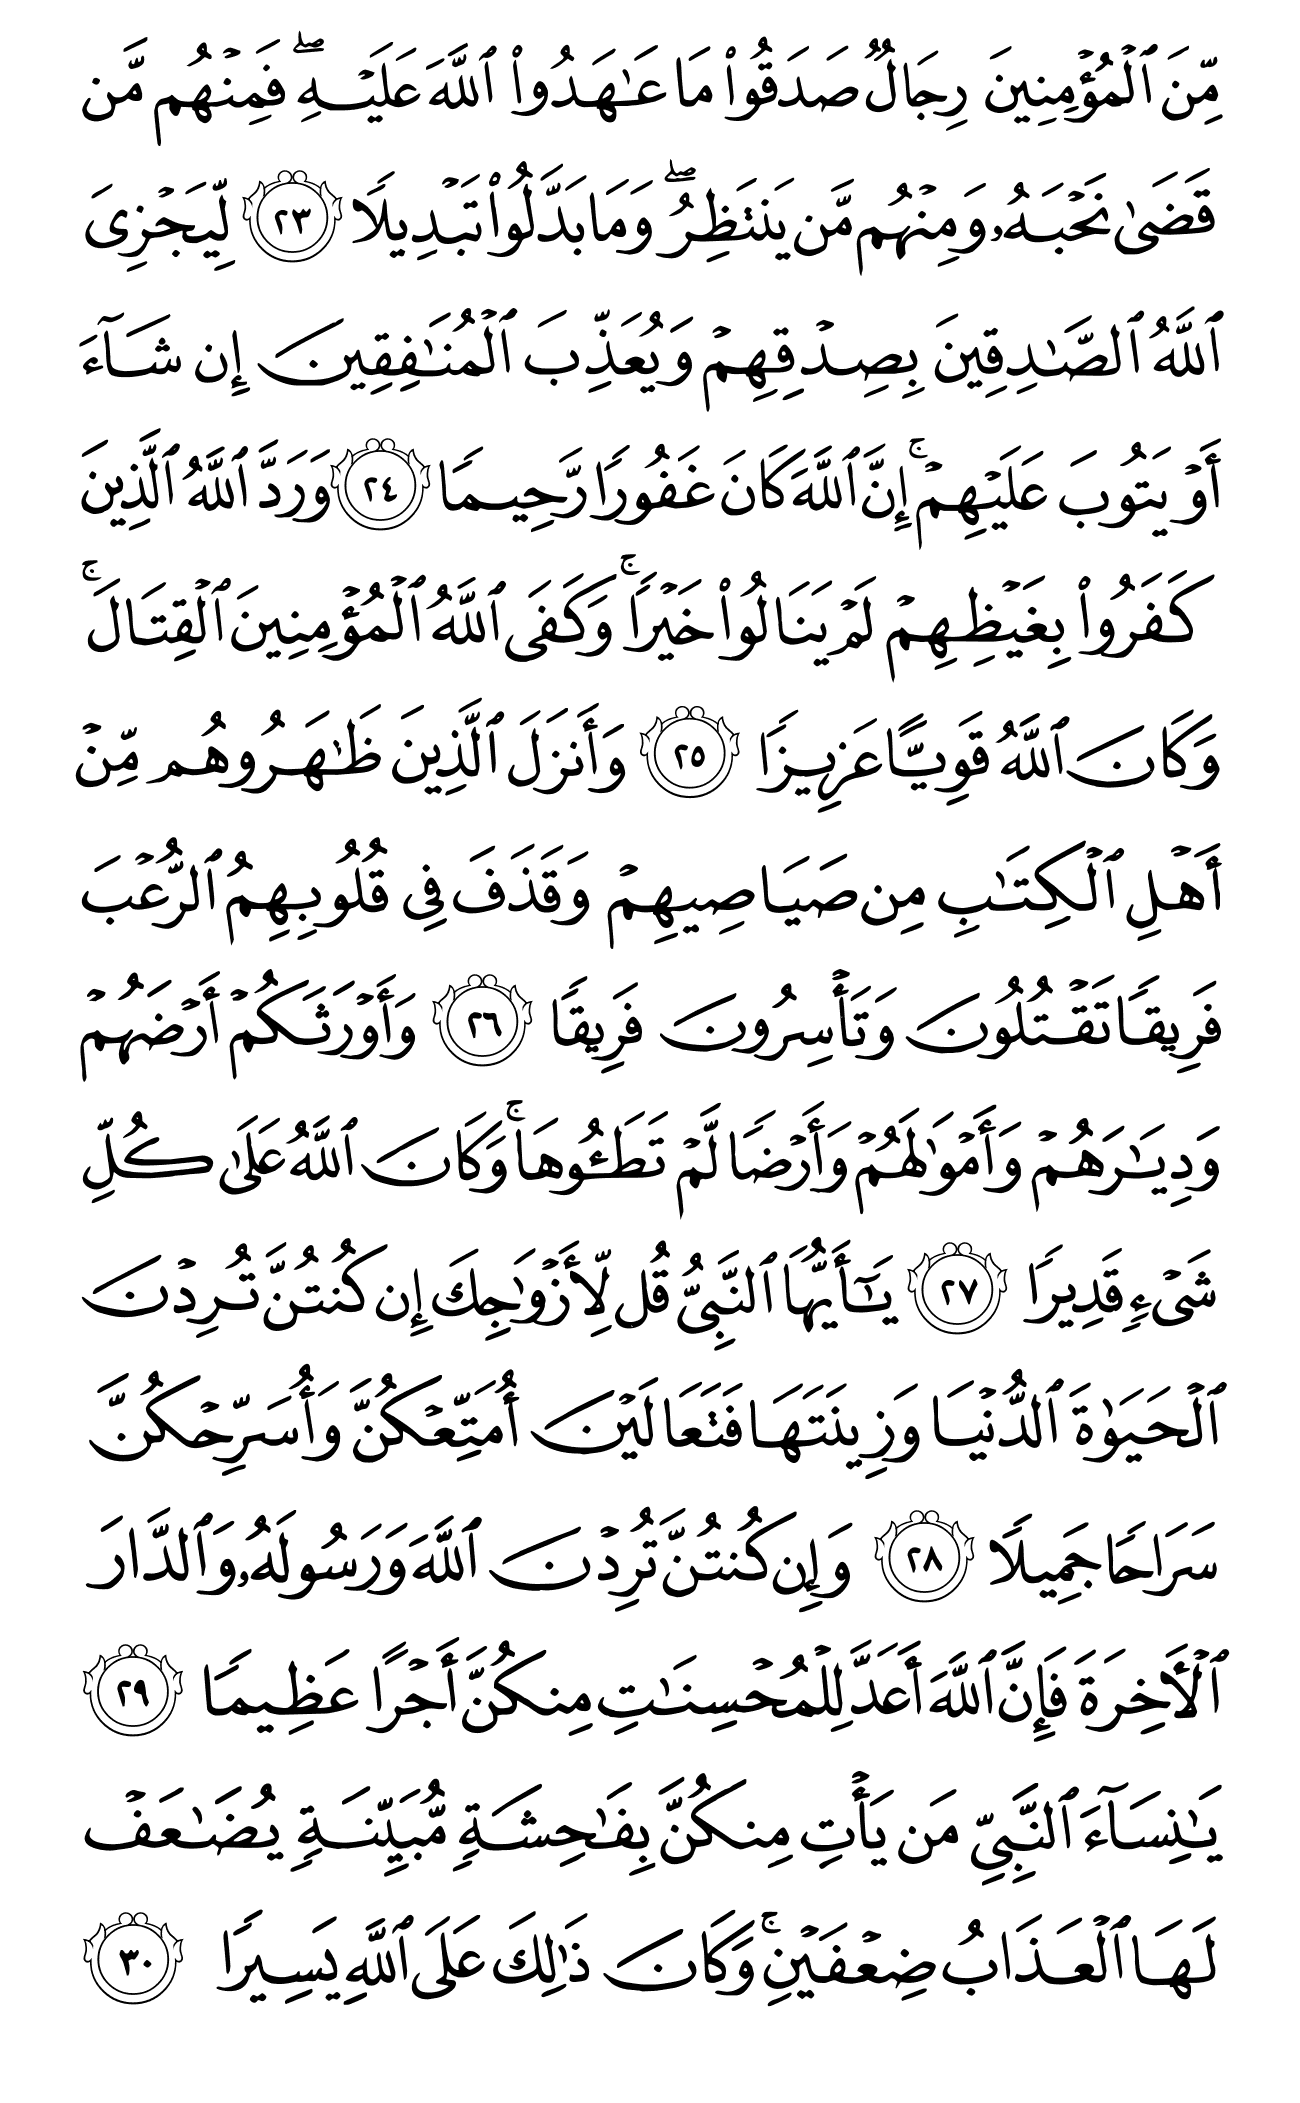 مِّنَ ٱلۡمُؤۡمِنِينَ رِجَالٞ صَدَقُواْ مَا عَٰهَدُواْ ٱللَّهَ عَلَيۡهِۖ فَمِنۡهُم مَّن
قَضَىٰ نَحۡبَهُۥ وَمِنۡهُم مَّن يَنتَظِرُۖ وَمَا بَدَّلُواْ تَبۡدِيلٗا ٢٣ لِّيَجۡزِيَ
ٱللَّهُ ٱلصَّٰدِقِينَ بِصِدۡقِهِمۡ وَيُعَذِّبَ ٱلۡمُنَٰفِقِينَ إِن شَآءَ
أَوۡ يَتُوبَ عَلَيۡهِمۡۚ إِنَّ ٱللَّهَ كَانَ غَفُورٗا رَّحِيمٗا ٢٤ وَرَدَّ ٱللَّهُ ٱلَّذِينَ
كَفَرُواْ بِغَيۡظِهِمۡ لَمۡ يَنَالُواْ خَيۡرٗاۚ وَكَفَى ٱللَّهُ ٱلۡمُؤۡمِنِينَ ٱلۡقِتَالَۚ
وَكَانَ ٱللَّهُ قَوِيًّا عَزِيزٗا ٢٥ وَأَنزَلَ ٱلَّذِينَ ظَٰهَرُوهُم مِّنۡ
أَهۡلِ ٱلۡكِتَٰبِ مِن صَيَاصِيهِمۡ وَقَذَفَ فِي قُلُوبِهِمُ ٱلرُّعۡبَ
فَرِيقٗا تَقۡتُلُونَ وَتَأۡسِرُونَ فَرِيقٗا ٢٦ وَأَوۡرَثَكُمۡ أَرۡضَهُمۡ
وَدِيَٰرَهُمۡ وَأَمۡوَٰلَهُمۡ وَأَرۡضٗا لَّمۡ تَطَـُٔوهَاۚ وَكَانَ ٱللَّهُ عَلَىٰ كُلِّ
شَيۡءٖ قَدِيرٗا ٢٧ يَٰٓأَيُّهَا ٱلنَّبِيُّ قُل لِّأَزۡوَٰجِكَ إِن كُنتُنَّ تُرِدۡنَ
ٱلۡحَيَوٰةَ ٱلدُّنۡيَا وَزِينَتَهَا فَتَعَالَيۡنَ أُمَتِّعۡكُنَّ وَأُسَرِّحۡكُنَّ
سَرَاحٗا جَمِيلٗا ٢٨ وَإِن كُنتُنَّ تُرِدۡنَ ٱللَّهَ وَرَسُولَهُۥ وَٱلدَّارَ
ٱلۡأٓخِرَةَ فَإِنَّ ٱللَّهَ أَعَدَّ لِلۡمُحۡسِنَٰتِ مِنكُنَّ أَجۡرًا عَظِيمٗا ٢٩
يَٰنِسَآءَ ٱلنَّبِيِّ مَن يَأۡتِ مِنكُنَّ بِفَٰحِشَةٖ مُّبَيِّنَةٖ يُضَٰعَفۡ
لَهَا ٱلۡعَذَابُ ضِعۡفَيۡنِۚ وَكَانَ ذَٰلِكَ عَلَى ٱللَّهِ يَسِيرٗا ٣٠